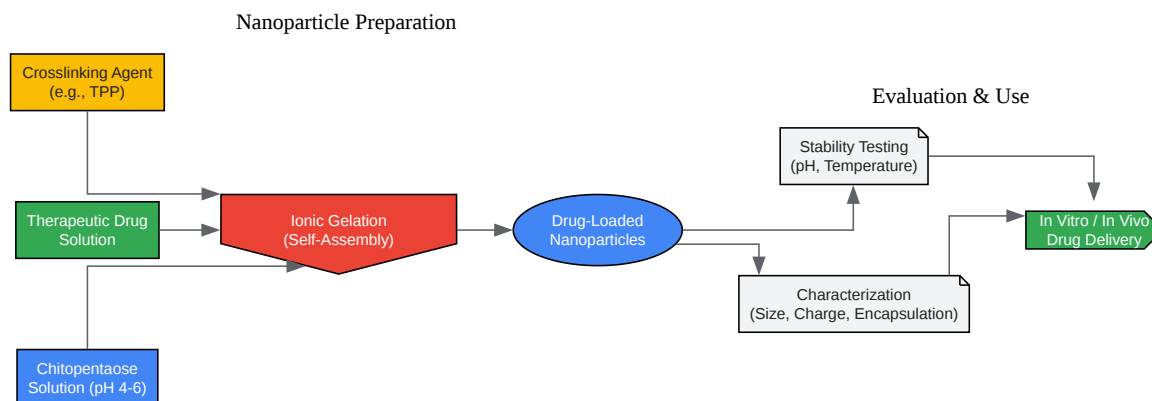 Nanoparticle Preparation
Crosslinking Agent
(e.g., TPP)
Therapeutic Drug
Solution
Chitopentaose
Solution (pH 4-6)
Ionic Gelation
(Self-Assembly)
Drug-Loaded
Nanoparticles
Evaluation & Use
Stability Testing
(pH, Temperature)
Characterization
(Size, Charge, Encapsulation)
In Vitro / In Vivo
Drug Delivery